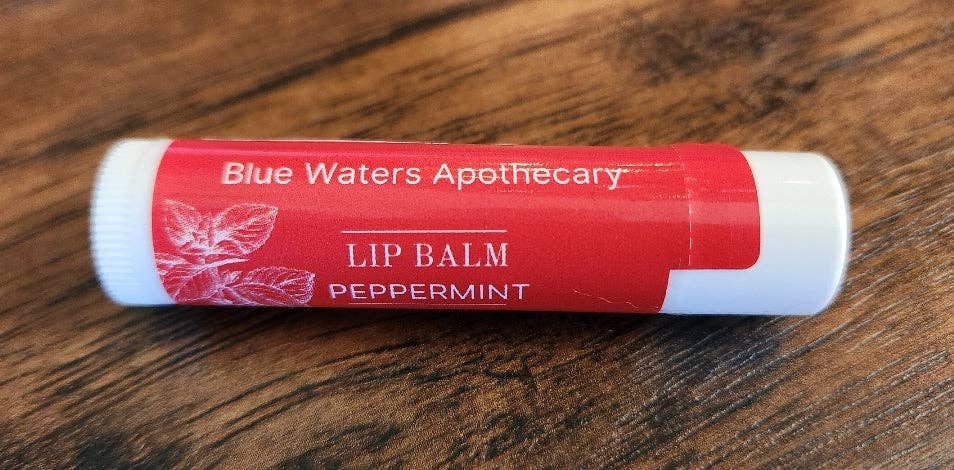 Blue Waters Apothecary
LIP BALM
PEPPERMINT